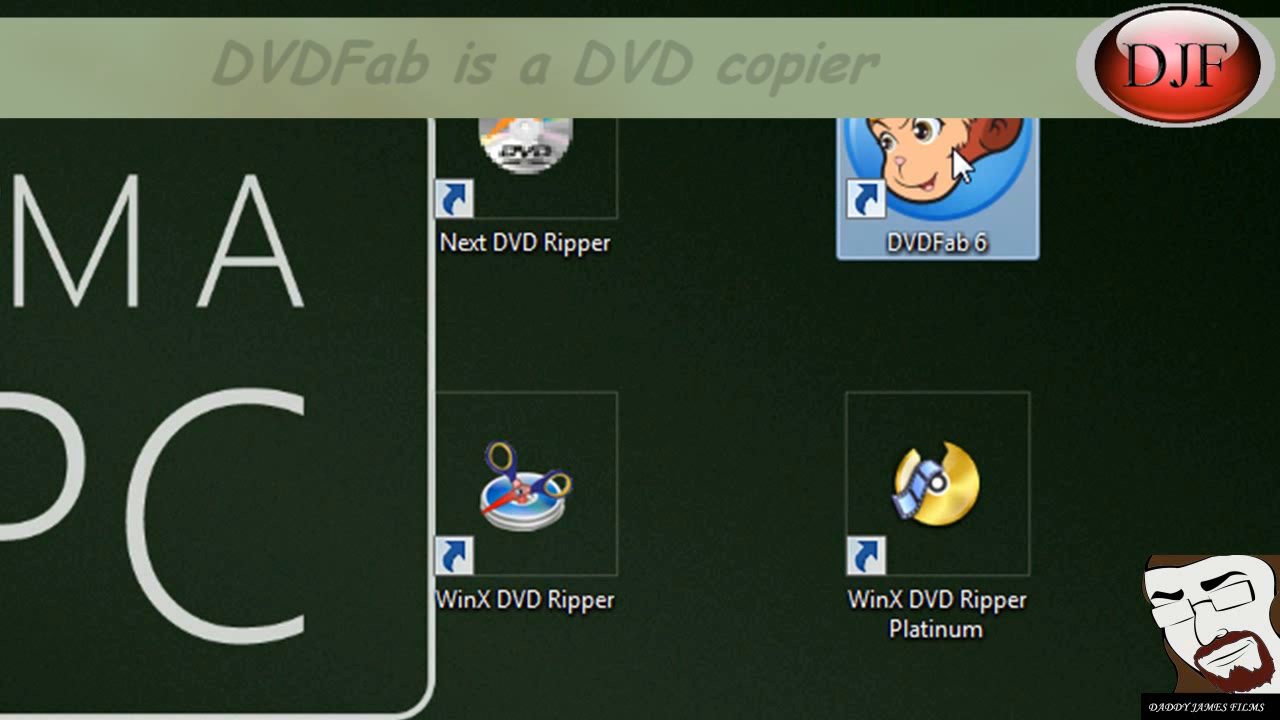 DVDFab is a DVD copier
DJF
DVD
Next DVD Ripper
DVDFab 6
MA
PC
WinX DVD Ripper
WinX DVD Ripper
Platinum
DADDY JAMES FILMS